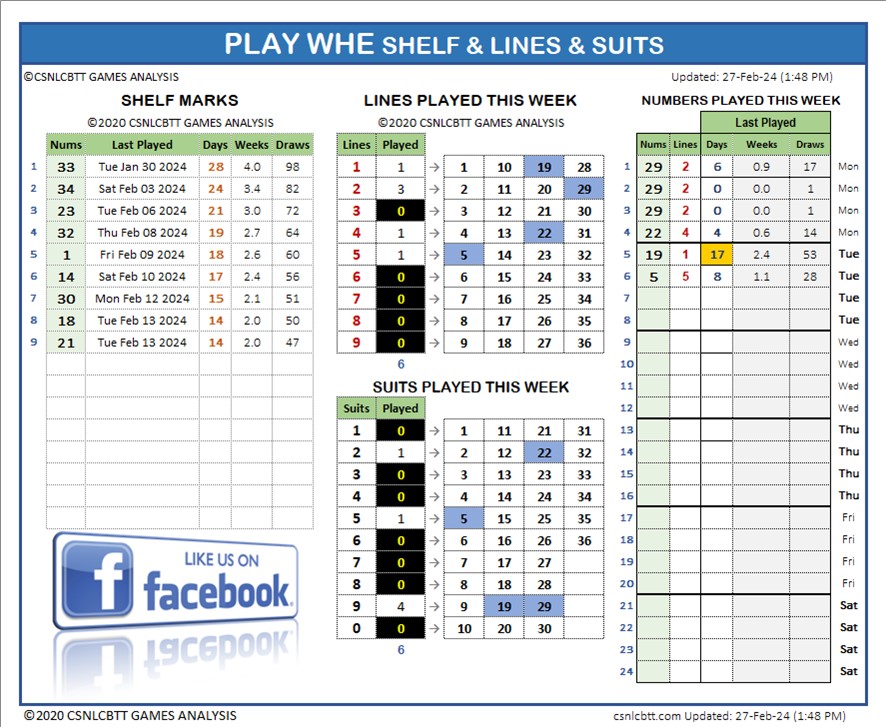 PLAY WHE SHELF & LINES & SUITS
©CSNLCBTT GAMES ANALYSIS
Updated: 27-Feb-24 (1:48 PM)
SHELF MARKS
©2020 CSNLCBTT GAMES ANALYSIS
Nums Last Played Days Weeks Draws
1 33 Tue Jan 30 2024 28 4.0 98
2 34 Sat Feb 03 2024 24 3.4 82
3 23 Tue Feb 06 2024 21 3.0 72
4 32 Thu Feb 08 2024 19 2.7 64
5 1 Fri Feb 09 2024 18 2.6 60
6 14 Sat Feb 10 2024 17 2.4 56
7 30 Mon Feb 12 2024 15 2.1 51
8 18 Tue Feb 13 2024 14 2.0 50
9 21 Tue Feb 13 2024 14 2.0 47
LIKE US ON
facebook.
LINES PLAYED THIS WEEK
©2020 CSNLCBTT GAMES ANALYSIS
Lines Played
1 1 → 1 10 19 28
2 3 → 2 11 20 29
3 0 → 3 12 21 30
4 1 → 4 13 22 31
5 1 → 5 14 23 32
6 0 → 6 15 24 33
7 0 → 7 16 25 34
8 0 → 8 17 26 35
9 0 → 9 18 27 36
6
SUITS PLAYED THIS WEEK
Suits Played
1 0 → 1 11 21 31
2 1 → 2 12 22 32
3 0 → 3 13 23 33
4 0 → 4 14 24 34
5 1 → 5 15 25 35
6 0 → 6 16 26 36
7 0 → 7 17 27
8 0 → 8 18 28
9 4 → 9 19 29
0 0 → 10 20 30
6
NUMBERS PLAYED THIS WEEK
Last Played
Nums Lines Days Weeks Draws
1 29 2 6 0.9 17 Mon
2 29 2 0 0.0 1 Mon
3 29 2 0 0.0 1 Mon
4 22 4 4 0.6 14 Mon
5 19 1 17 2.4 53 Tue
6 5 5 8 1.1 28 Tue
7 Tue
8 Tue
9 Wed
10 Wed
11 Wed
12 Wed
13 Thu
14 Thu
15 Thu
16 Thu
17 Fri
18 Fri
19 Fri
20 Fri
21 Sat
22 Sat
23 Sat
24 Sat
©2020 CSNLCBTT GAMES ANALYSIS
csnlcbtt.com Updated: 27-Feb-24 (1:48 PM)